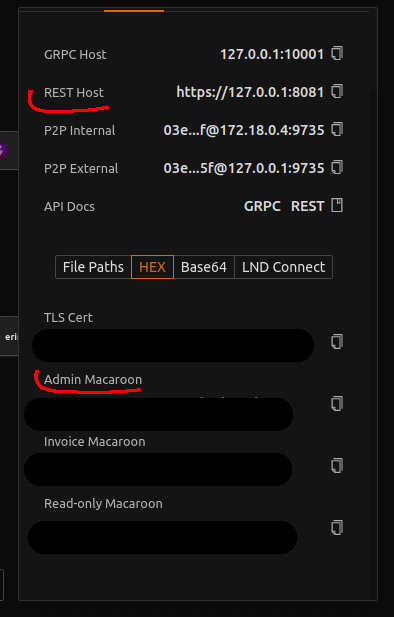 GRPC Host 127.0.0.1:10001
REST Host https://127.0.0.1:8081
P2P Internal 03e...f@172.18.0.4:9735
P2P External 03e...5f@127.0.0.1:9735
API Docs GRPC REST
File Paths HEX Base64 LND Connect
TLS Cert
eri
Admin Macaroon
Invoice Macaroon
Read-only Macaroon